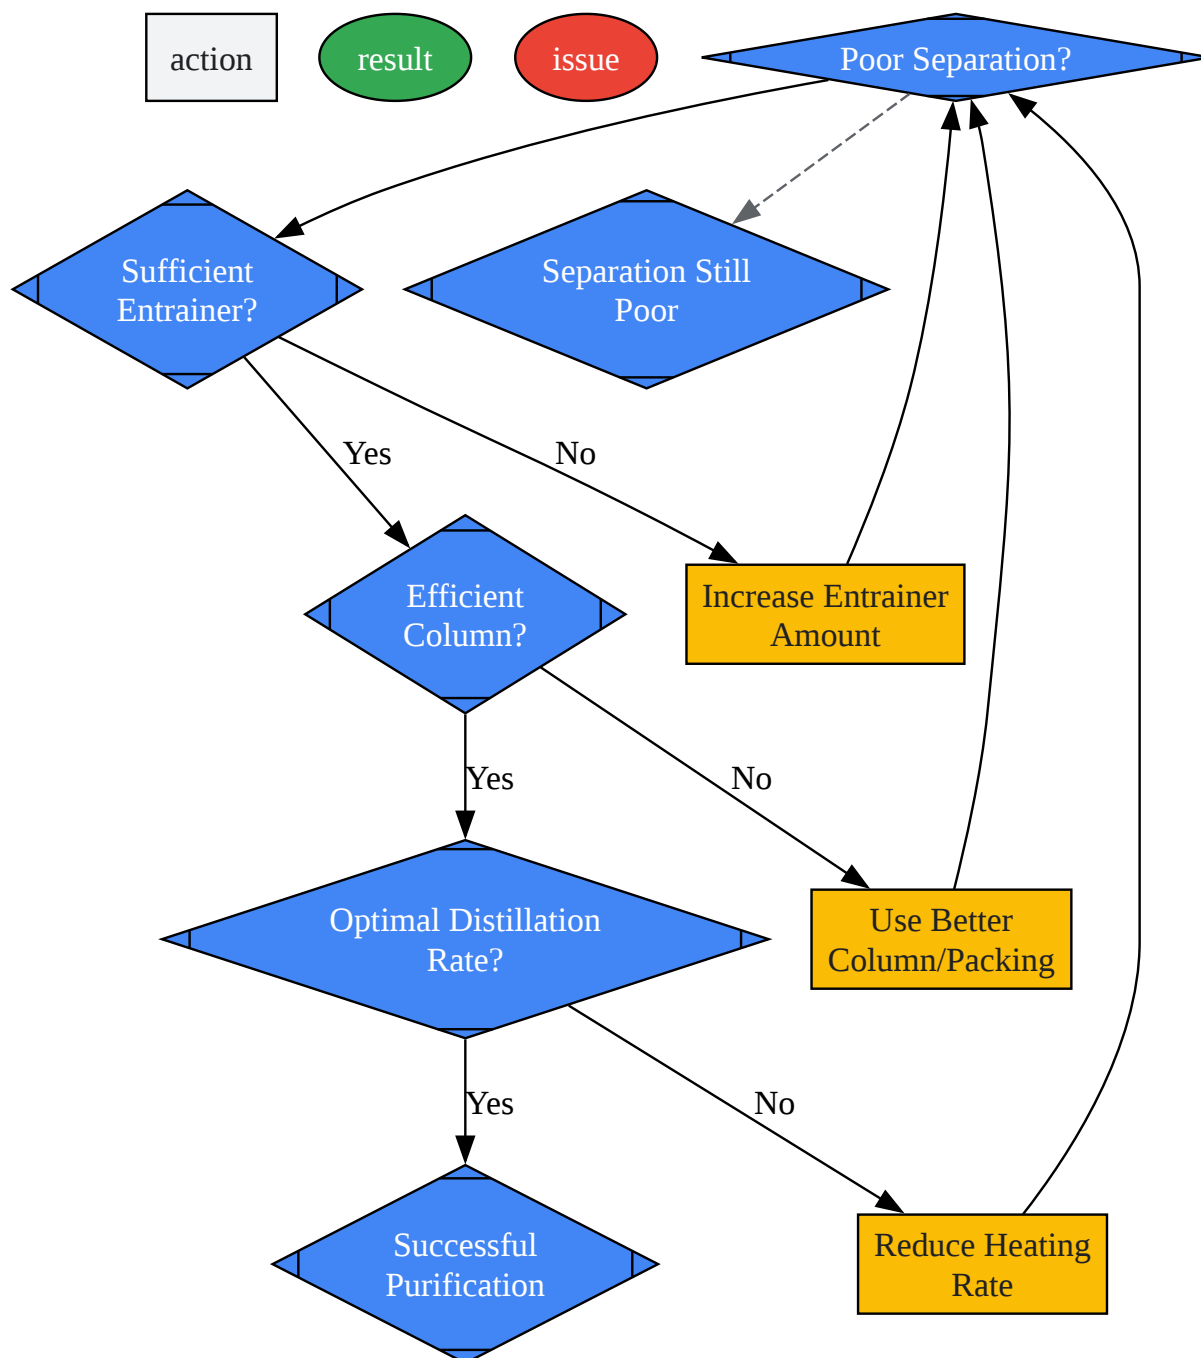 action
result
issue
Poor Separation?
Sufficient
Entrainer?
Separation Still
Poor
Yes
No
Efficient
Column?
Increase Entrainer
Amount
Yes
No
Optimal Distillation
Rate?
Use Better
Column/Packing
Yes
No
Successful
Purification
Reduce Heating
Rate